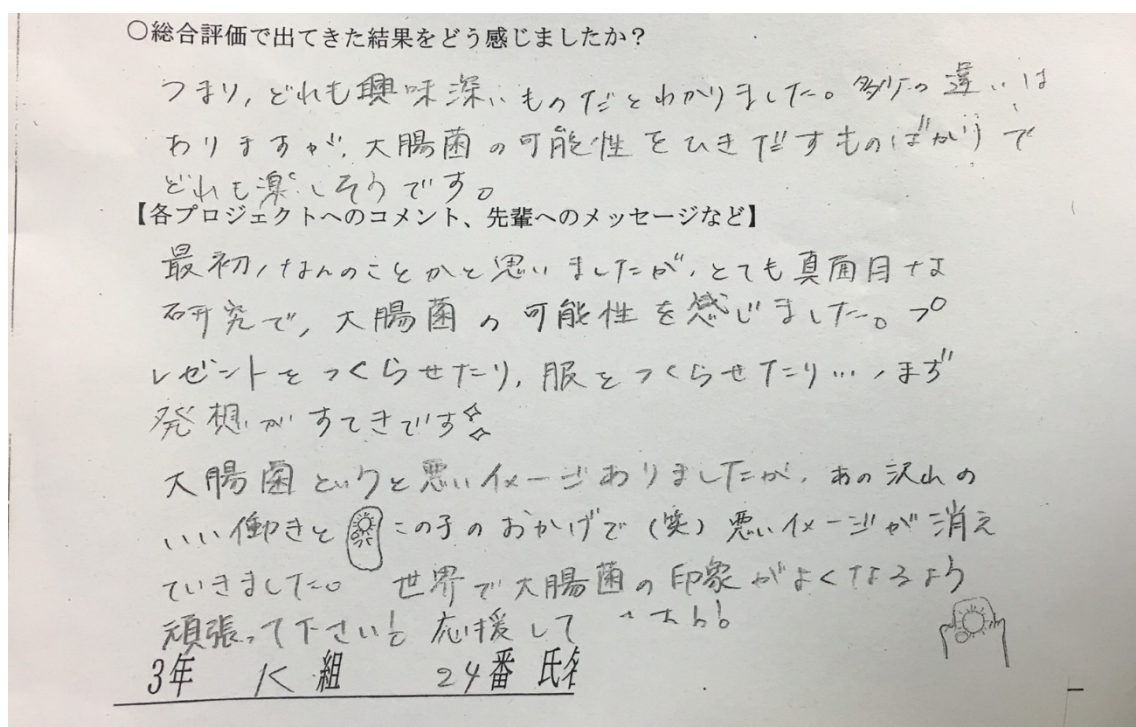 ○総合評価で出てきた結果をどう感じましたか？
つまり、どれも興味深いものだとわかりました。多少の違いは
ありますが、大腸菌の可能性をひきだすものばかりで
どれも楽しそうです。
【各プロジェクトへのコメント、先輩へのメッセージなど】
最初、なんのことかと思いましたが、とても真面目な
研究で、大腸菌の可能性を感じました。プ
レゼントをつくらせたり、服をつくらせたり…、まず
発想がすてきです
大腸菌というと悪いイメージありましたが、あの沢山の
いい働きと この子のおかげで（笑）悪いイメージが消え
ていきました。 世界で大腸菌の印象がよくなるよう
頑張って下さい! 応援して
3年 K組 24番 氏名